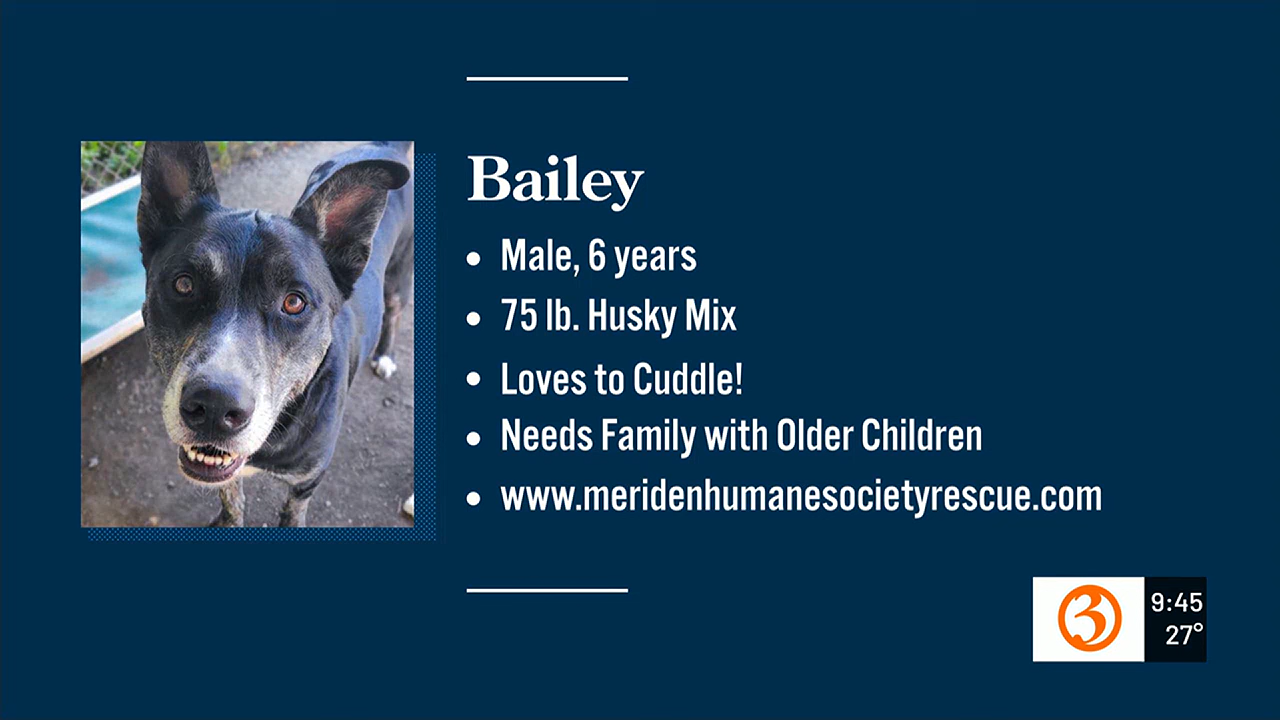 Bailey
• Male, 6 years
• 75 lb. Husky Mix
• Loves to Cuddle!
• Needs Family with Older Children
• www.meridenhumanesocietyrescue.com
3
9:45
27°